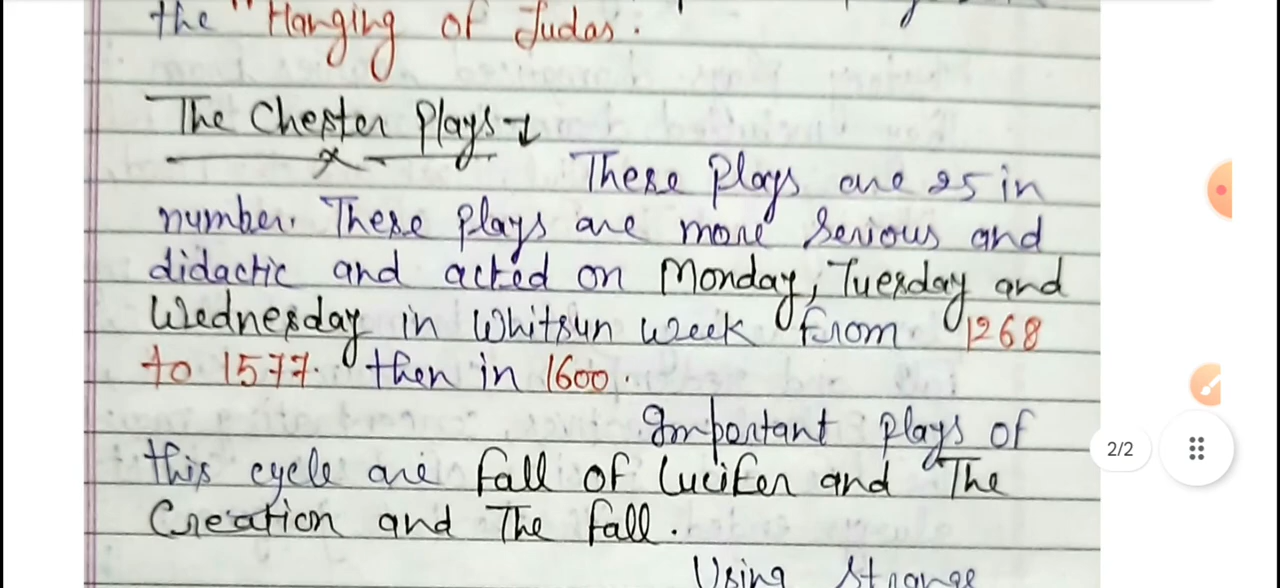 the "Hanging of Judas.
The Chester Plays
These plays are 25 in
number. These plays are more serious and
didactic and acted on Monday, Tuesday and
Wednesday in Whitsun week from 1268
to 1577. then in 1600.
Important plays of
this cycle are Fall of Lucifer and The
Creation and The Fall.
Using Strange
2/2